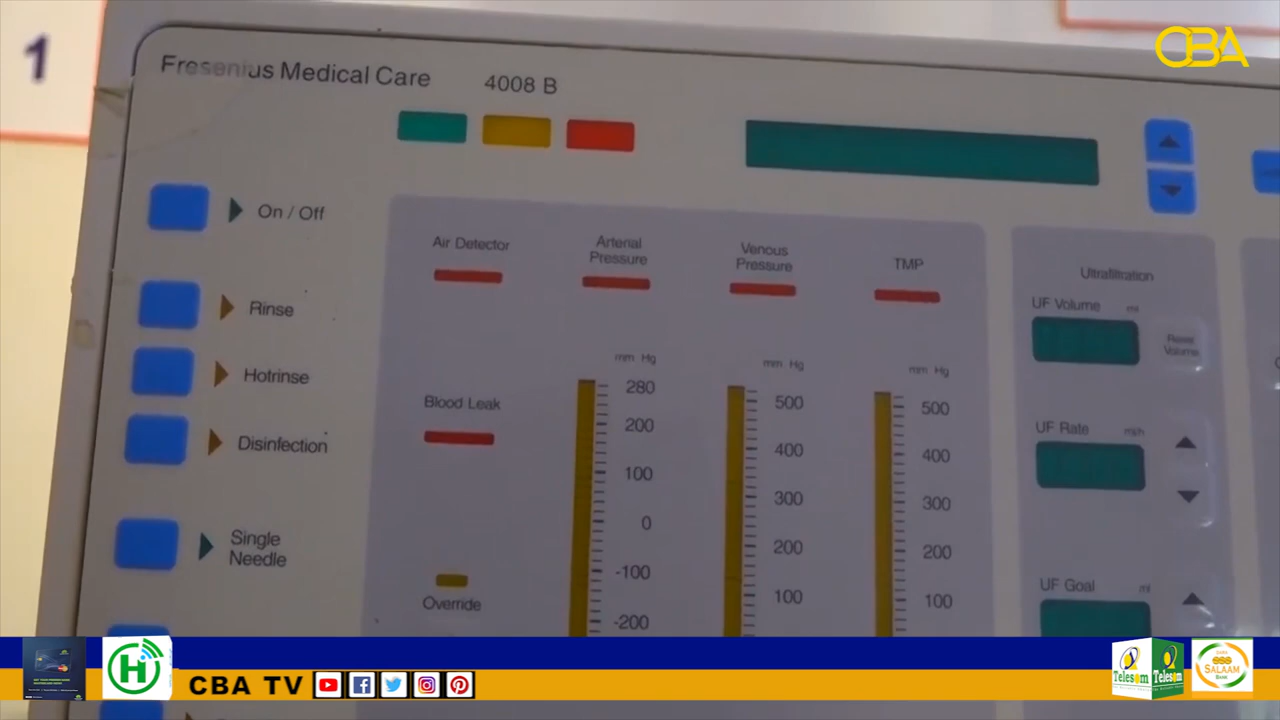 1
CBA
Fresenius Medical Care
4008 B
On / Off
Rinse
Hotrinse
Disinfection
Single
Needle
Air Detector
Arterial
Pressure
Venous
Pressure
TMP
Blood Leak
Override
mm Hg
280
200
100
0
-100
-200
mm Hg
500
400
300
200
100
mm Hg
500
400
300
200
100
Ultrafiltration
UF Volume
ml
Reset
Volume
UF Rate
ml/h
UF Goal
ml
H
CBA TV
Telesom
Telesom
SALAAM
BANK